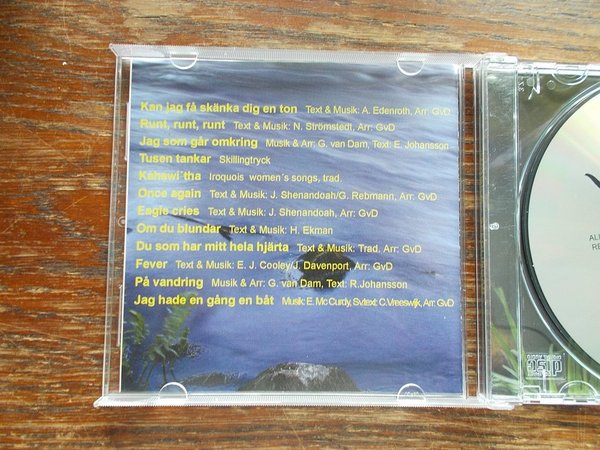 Kan jag få skänka dig en ton Text & Musik: A. Edenroth, Arr: GvD
Runt, runt, runt Text & Musik: N. Strömstedt, Arr: GvD
Jag som går omkring Musik & Arr: G. van Dam, Text: E. Johansson
Tusen tankar Skillingtryck
Kahawi´tha Iroquois women´s songs, trad.
Once again Text & Musik: J. Shenandoah/G. Rebmann, Arr: GvD
Eagle cries Text & Musik: J. Shenandoah, Arr: GvD
Om du blundar Text & Musik: H. Ekman
Du som har mitt hela hjärta Text & Musik: Trad. Arr: GvD
Fever Text & Musik: E. J. Cooley/J. Davenport, Arr: GvD
På vandring Musik & Arr: G. van Dam, Text: R.Johansson
Jag hade en gång en båt Musik: E. Mc Curdy, Sv.text: C.Vreeswijk, Arr: GvD